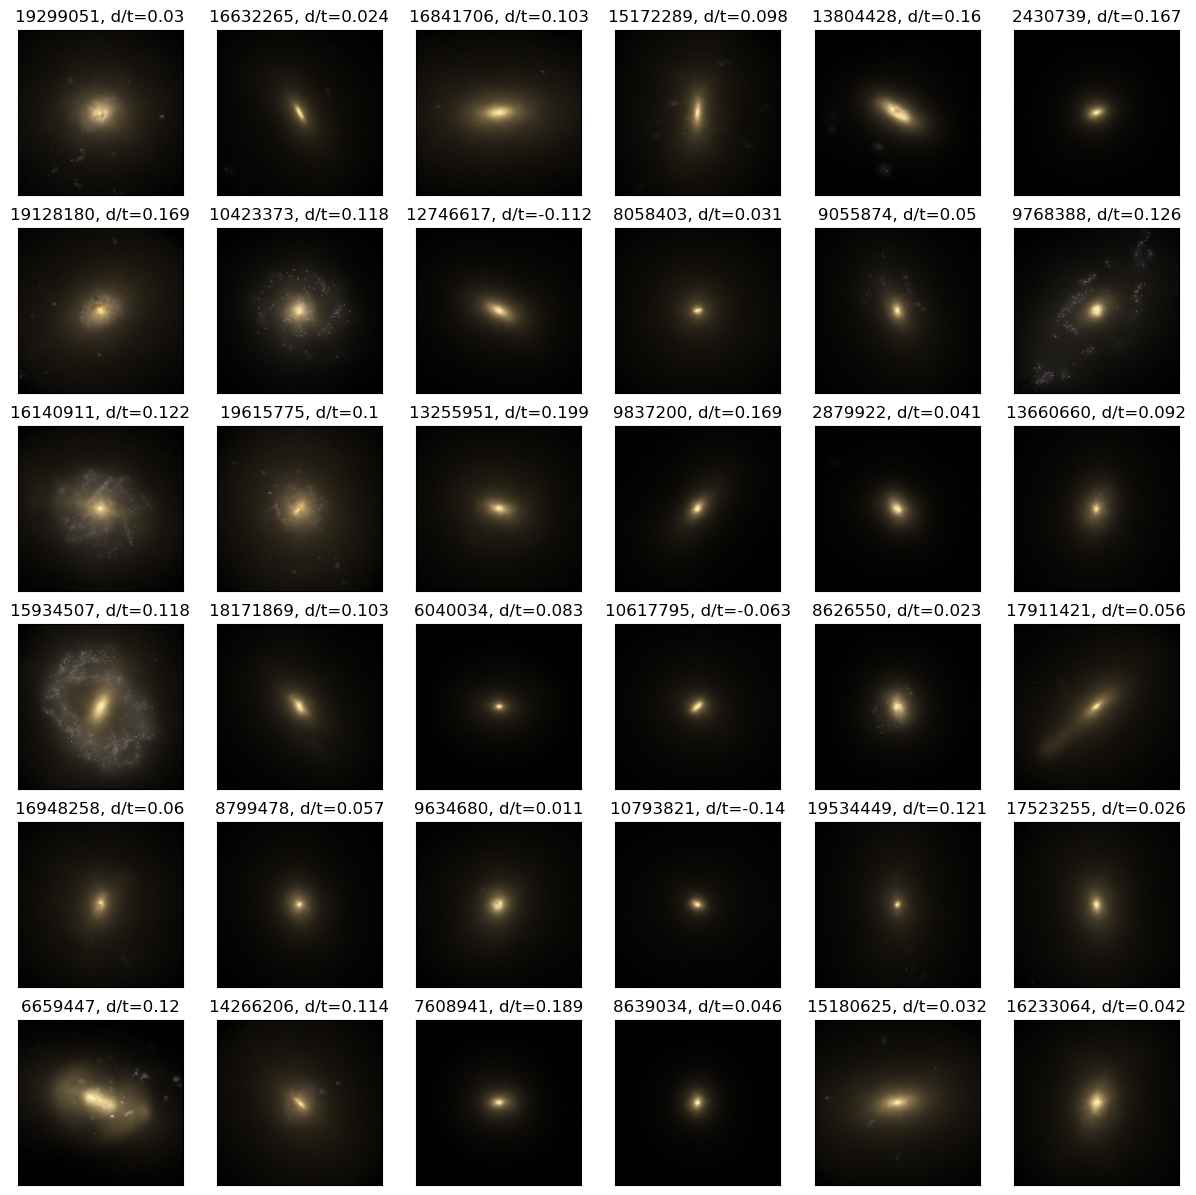 19299051, d/t=0.03
16632265, d/t=0.024
16841706, d/t=0.103
15172289, d/t=0.098
13804428, d/t=0.16
2430739, d/t=0.167
19128180, d/t=0.169
10423373, d/t=0.118
12746617, d/t=-0.112
8058403, d/t=0.031
9055874, d/t=0.05
9768388, d/t=0.126
16140911, d/t=0.122
19615775, d/t=0.1
13255951, d/t=0.199
9837200, d/t=0.169
2879922, d/t=0.041
13660660, d/t=0.092
15934507, d/t=0.118
18171869, d/t=0.103
6040034, d/t=0.083
10617795, d/t=-0.063
8626550, d/t=0.023
17911421, d/t=0.056
16948258, d/t=0.06
8799478, d/t=0.057
9634680, d/t=0.011
10793821, d/t=-0.14
19534449, d/t=0.121
17523255, d/t=0.026
6659447, d/t=0.12
14266206, d/t=0.114
7608941, d/t=0.189
8639034, d/t=0.046
15180625, d/t=0.032
16233064, d/t=0.042